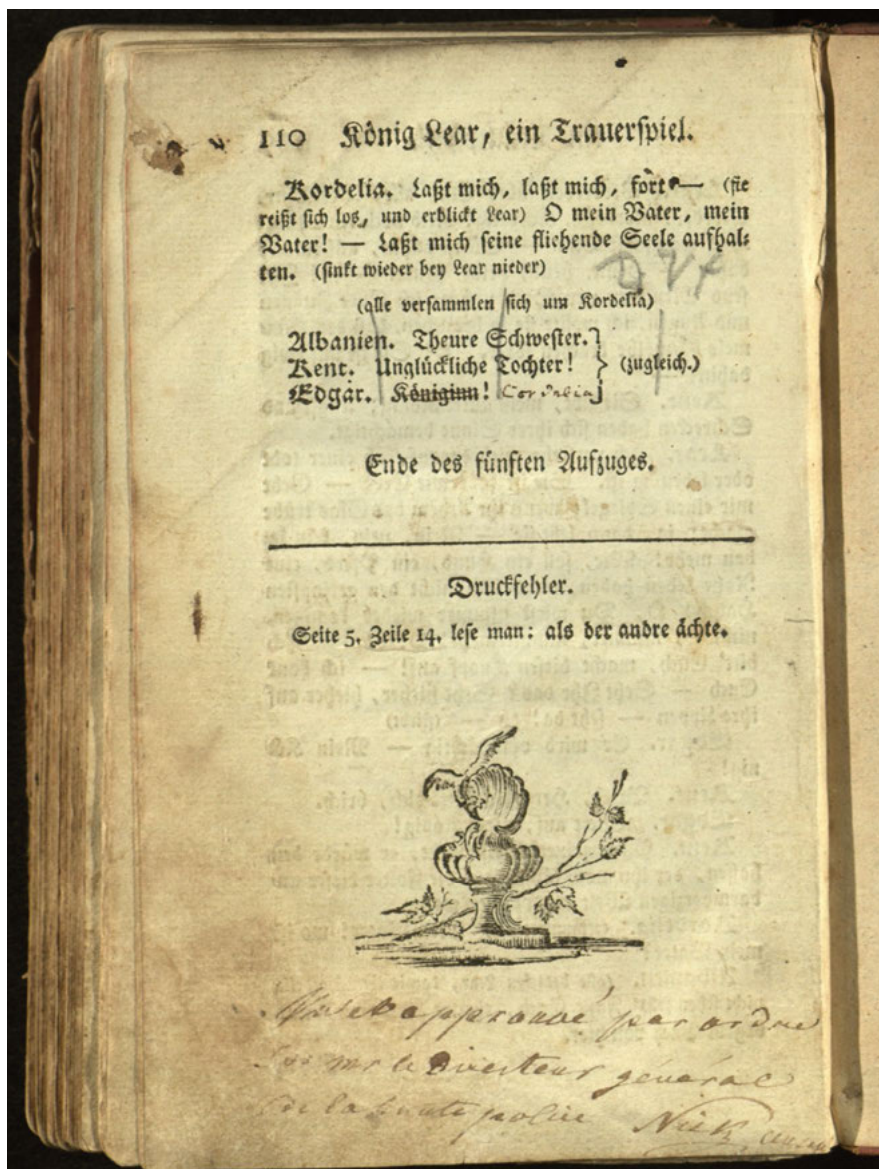 110 König Lear, ein Trauerspiel.
Kordelia. Laßt mich, laßt mich, fort — (sie
reißt sich los, und erblickt Lear) O mein Vater, mein
Vater! — Laßt mich seine fliehende Seele aufhal-
ten. (sinkt wieder bey Lear nieder)
(alle versammlen sich um Kordelia)
Albanien. Theure Schwester.
Kent. Unglückliche Tochter! } (zugleich.)
Edgar. Königinn! Cordelia
Ende des fünften Aufzuges.
Druckfehler.
Seite 5. Zeile 14. lese man: als der andre ächte.
approuvé par ordre
mr le Directeur général
de la haute police